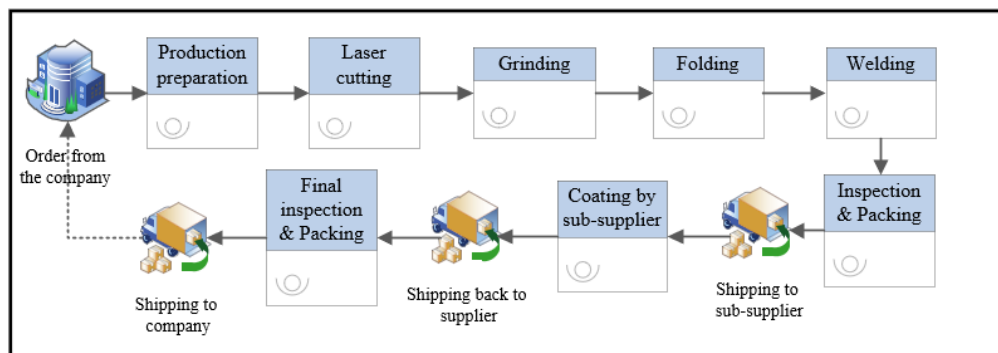 Order from
the company
Production
preparation
Laser
cutting
Grinding
Folding
Welding
Inspection
& Packing
Shipping to
sub-supplier
Coating by
sub-supplier
Shipping back to
supplier
Final
inspection
& Packing
Shipping to
company